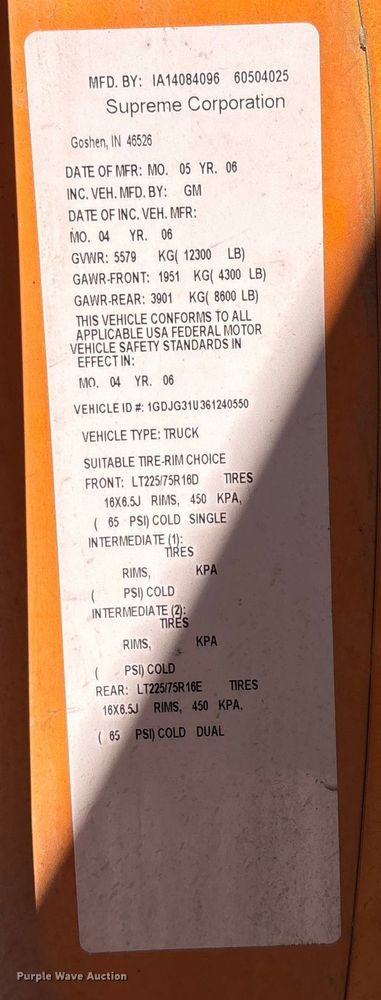 MFD. BY: IA14084096 60504025
Supreme Corporation
Goshen, IN 46526
DATE OF MFR: MO. 05 YR. 06
INC. VEH. MFD. BY: GM
DATE OF INC. VEH. MFR:
MO. 04 YR. 06
GVWR: 5579 KG( 12300 LB)
GAWR-FRONT: 1951 KG( 4300 LB)
GAWR-REAR: 3901 KG( 8600 LB)
THIS VEHICLE CONFORMS TO ALL
APPLICABLE USA FEDERAL MOTOR
VEHICLE SAFETY STANDARDS IN
EFFECT IN:
MO. 04 YR. 06
VEHICLE ID #: 1GDJG31U361240550
VEHICLE TYPE: TRUCK
SUITABLE TIRE-RIM CHOICE
FRONT: LT225/75R16D TIRES
16X6.5J RIMS, 450 KPA,
( 65 PSI) COLD SINGLE
INTERMEDIATE (1):
TIRES
RIMS, KPA
( PSI) COLD
INTERMEDIATE (2):
TIRES
RIMS, KPA
( PSI) COLD
REAR: LT225/75R16E TIRES
16X6.5J RIMS, 450 KPA,
( 65 PSI) COLD DUAL
Purple Wave Auction